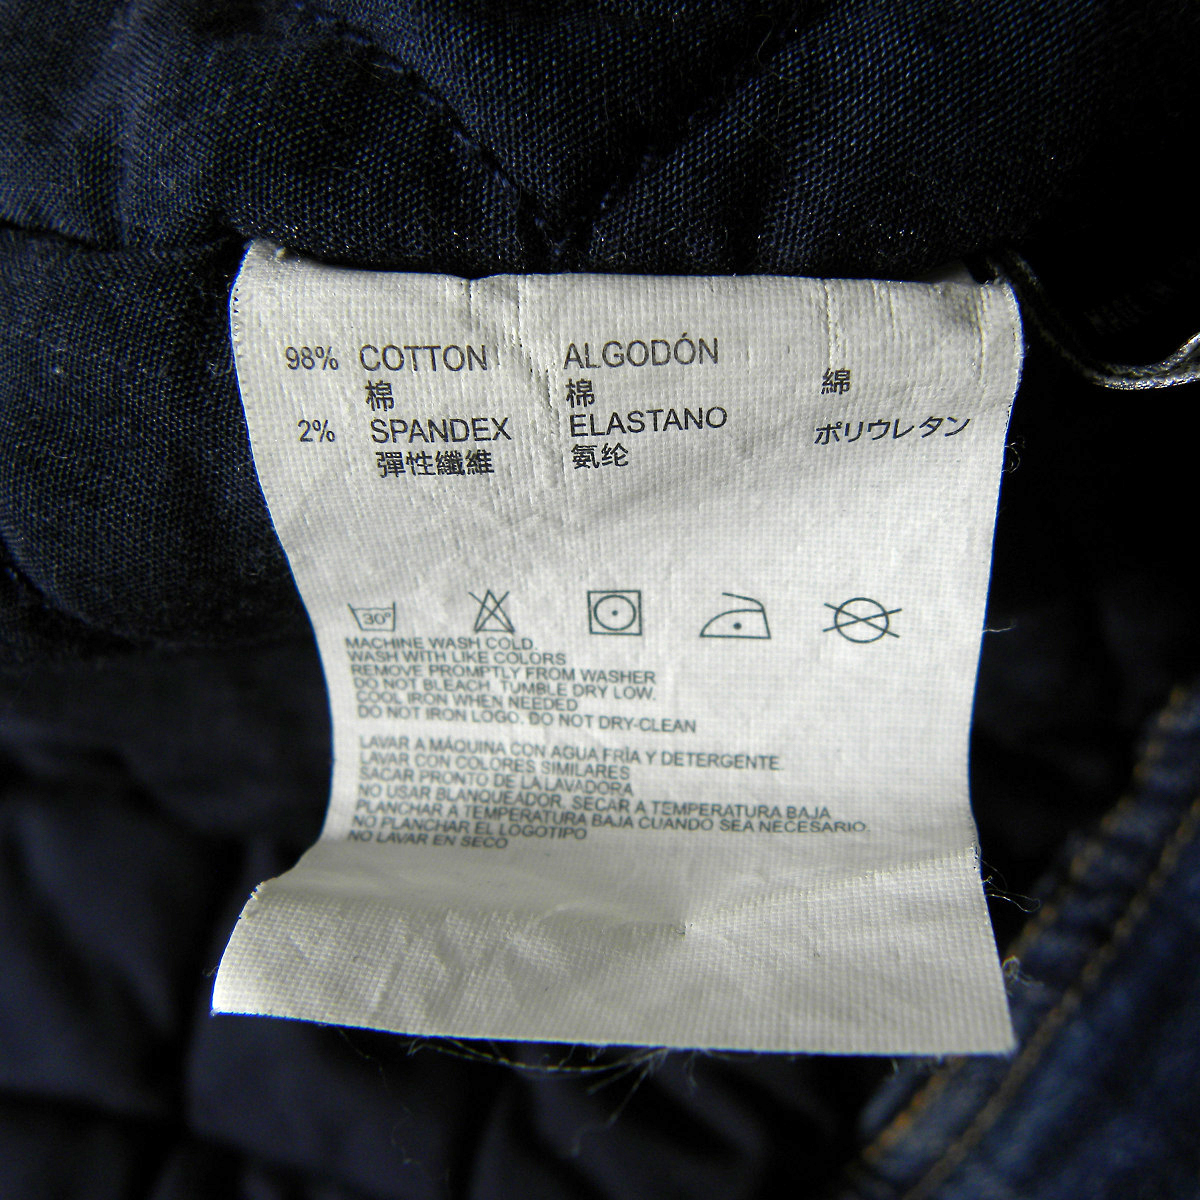 98% COTTON ALGODÓN 綿
棉 棉
2% SPANDEX ELASTANO ポリウレタン
彈性纖維 氨纶
30°
MACHINE WASH COLD.
WASH WITH LIKE COLORS
REMOVE PROMPTLY FROM WASHER
DO NOT BLEACH. TUMBLE DRY LOW.
COOL IRON WHEN NEEDED
DO NOT IRON LOGO. DO NOT DRY-CLEAN
LAVAR A MÁQUINA CON AGUA FRÍA Y DETERGENTE.
LAVAR CON COLORES SIMILARES
SACAR PRONTO DE LA LAVADORA
NO USAR BLANQUEADOR. SECAR A TEMPERATURA BAJA
PLANCHAR A TEMPERATURA BAJA CUANDO SEA NECESARIO.
NO PLANCHAR EL LOGOTIPO
NO LAVAR EN SECO
MADE IN